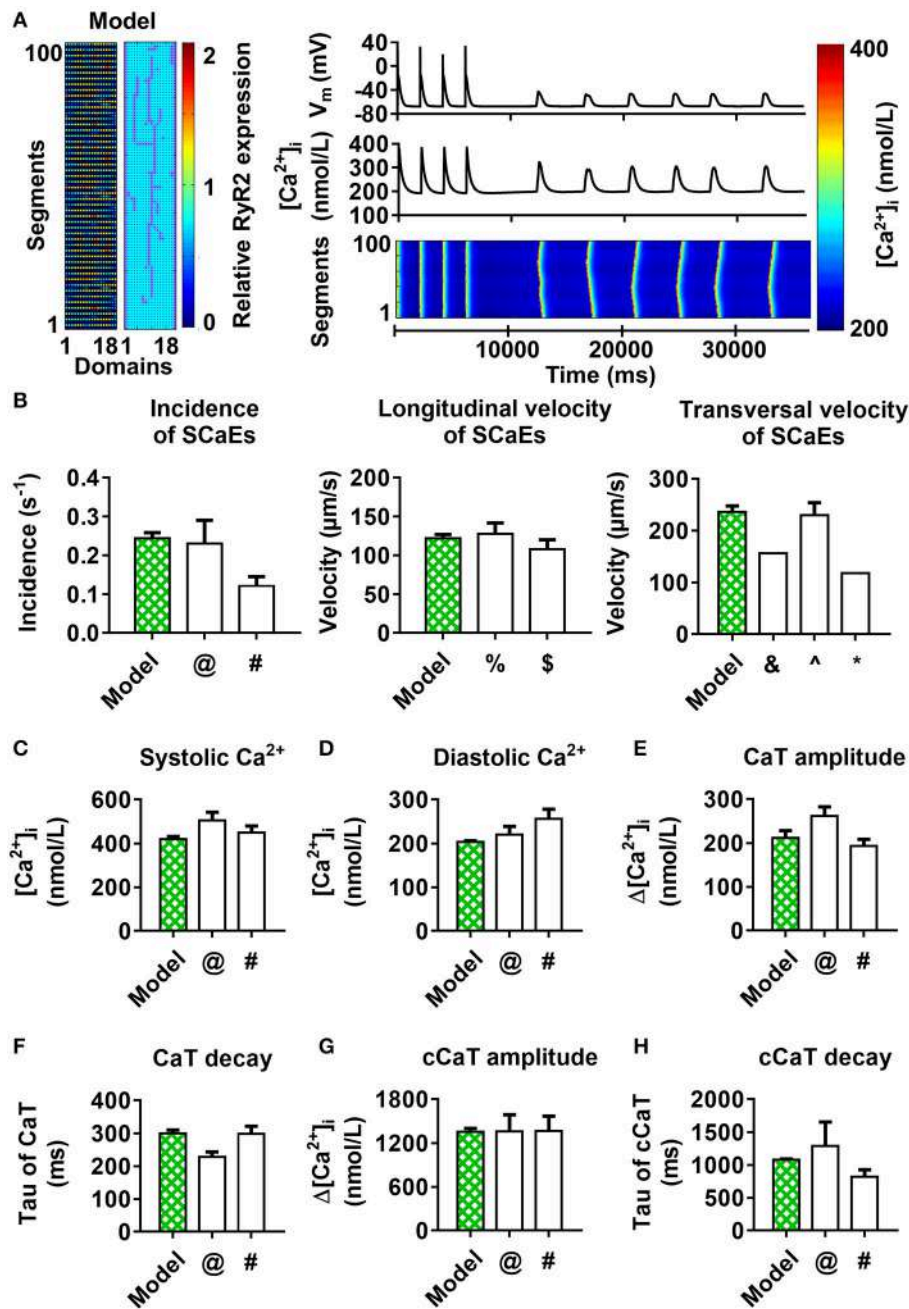 A
Model
100
Segments
1
1
18
1
18
Domains
2
1
0
Relative RyR2 expression
40
0
-40
-80
Vm (mV)
400
300
200
100
[Ca²⁺]i
(nmol/L)
100
1
Segments
10000
20000
30000
Time (ms)
400
200
[Ca²⁺]i (nmol/L)
B
Incidence
of SCaEs
Incidence (s⁻¹)
0.4
0.3
0.2
0.1
0.0
Model
@
#
Longitudinal velocity
of SCaEs
Velocity (µm/s)
200
150
100
50
0
Model
%
$
Transversal velocity
of SCaEs
Velocity (µm/s)
300
200
100
0
Model
&
^
*
C
Systolic Ca²⁺
[Ca²⁺]i
(nmol/L)
600
400
200
0
Model
@
#
D
Diastolic Ca²⁺
[Ca²⁺]i
(nmol/L)
300
200
100
0
Model
@
#
E
CaT amplitude
Δ[Ca²⁺]i
(nmol/L)
300
200
100
0
Model
@
#
F
CaT decay
Tau of CaT
(ms)
400
300
200
100
0
Model
@
#
G
cCaT amplitude
Δ[Ca²⁺]i
(nmol/L)
1800
1200
600
0
Model
@
#
H
cCaT decay
Tau of cCaT
(ms)
2000
1500
1000
500
0
Model
@
#